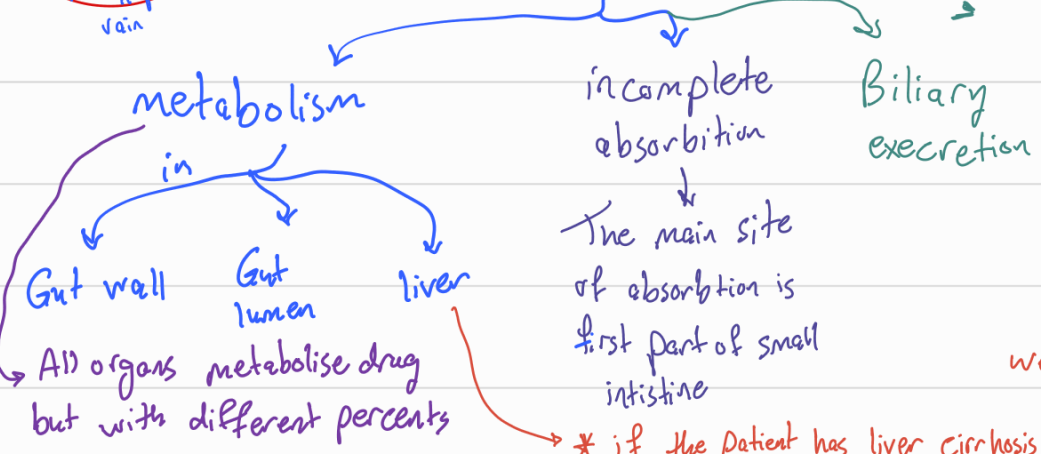 vain
metabolism
incomplete
absorbition
Biliary
execretion
in
Gut wall
Gut
lumen
liver
The main site
of absorbtion is
first part of small
intistine
All organs metabolise drug
but with different percents
* if the patient has liver cirrhosis